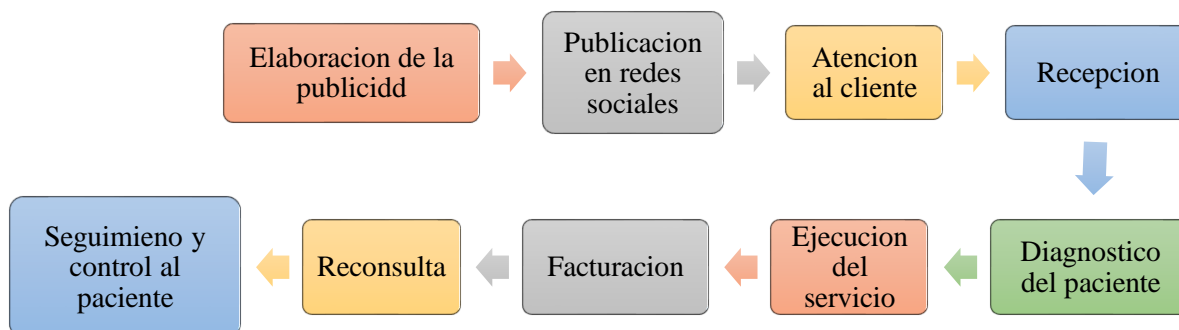 Elaboracion de la
publicidd
Publicacion
en redes
sociales
Atencion
al cliente
Recepcion
Diagnostico
del paciente
Ejecucion
del
servicio
Facturacion
Reconsulta
Seguimieno y
control al
paciente